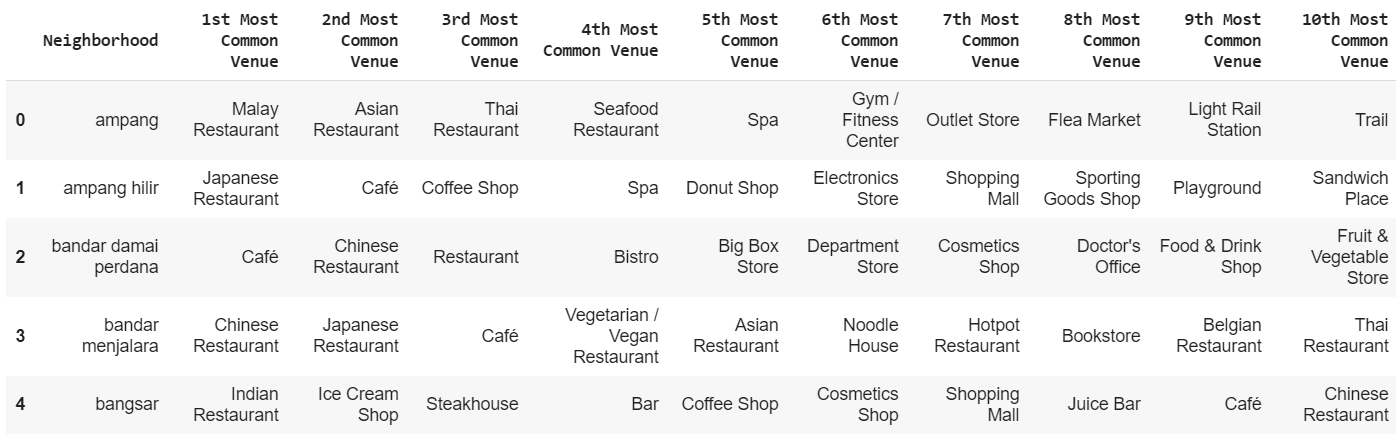 Neighborhood 1st Most Common Venue 2nd Most Common Venue 3rd Most Common Venue 4th Most Common Venue 5th Most Common Venue 6th Most Common Venue 7th Most Common Venue 8th Most Common Venue 9th Most Common Venue 10th Most Common Venue
0 ampang Malay Restaurant Asian Restaurant Thai Restaurant Seafood Restaurant Spa Gym / Fitness Center Outlet Store Flea Market Light Rail Station Trail
1 ampang hilir Japanese Restaurant Café Coffee Shop Spa Donut Shop Electronics Store Shopping Mall Sporting Goods Shop Playground Sandwich Place
2 bandar damai perdana Café Chinese Restaurant Restaurant Bistro Big Box Store Department Store Cosmetics Shop Doctor's Office Food & Drink Shop Fruit & Vegetable Store
3 bandar menjalara Chinese Restaurant Japanese Restaurant Café Vegetarian / Vegan Restaurant Asian Restaurant Noodle House Hotpot Restaurant Bookstore Belgian Restaurant Thai Restaurant
4 bangsar Indian Restaurant Ice Cream Shop Steakhouse Bar Coffee Shop Cosmetics Shop Shopping Mall Juice Bar Café Chinese Restaurant